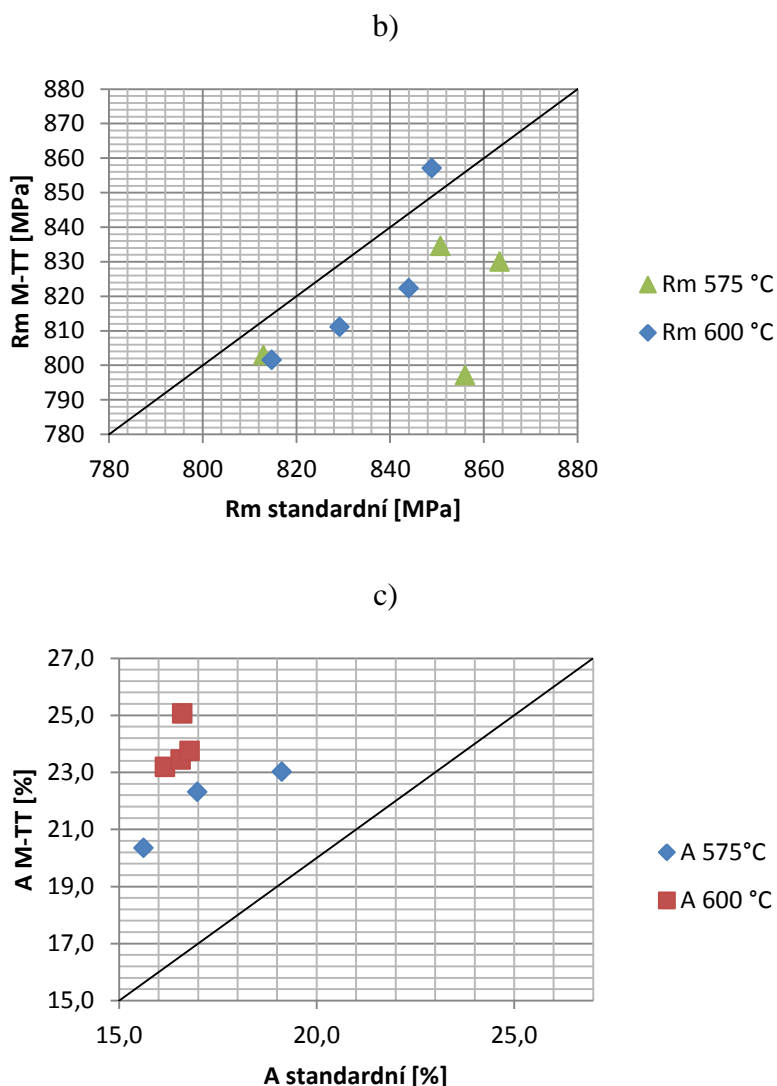 b)
880
870
860
850
840
830
820
810
800
790
780
Rm M-TT [MPa]
780 800 820 840 860 880
Rm standardní [MPa]
Rm 575 °C
Rm 600 °C
c)
27,0
25,0
23,0
21,0
19,0
17,0
15,0
A M-TT [%]
15,0 20,0 25,0
A standardní [%]
A 575°C
A 600 °C